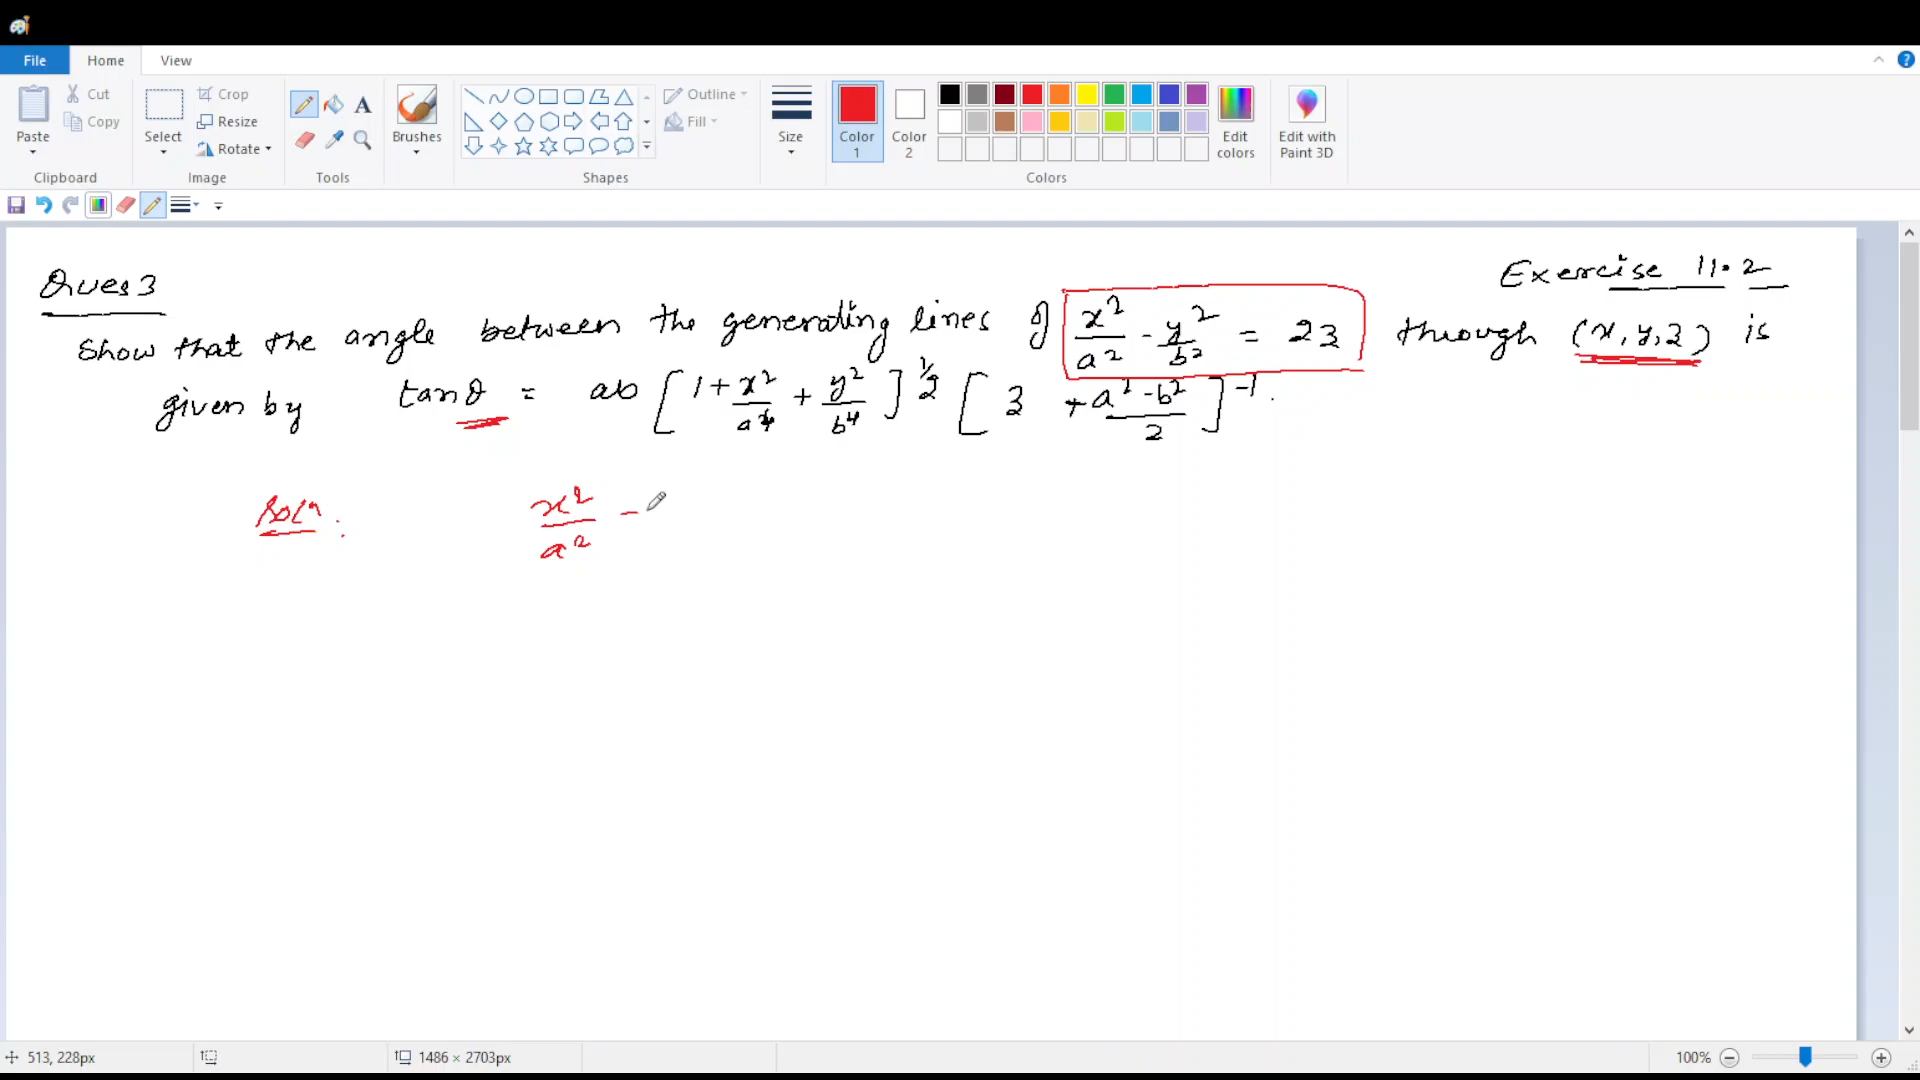 File Home View
Paste Cut Copy Clipboard
Select Crop Resize Rotate Image
A Tools
Brushes
Shapes Outline Fill
Size
Color 1 Color 2 Colors
Edit colors
Edit with Paint 3D
Ques 3
Exercise 11.2
Show that the angle between the generating lines of x²/a² - y²/b² = 2z through (x, y, z) is
given by tanθ = ab [1 + x²/a⁴ + y²/b⁴]^1/2 [z + a² - b²/2]^-1.
Soln: x²/a² -
513, 228px 1486 × 2703px 100%